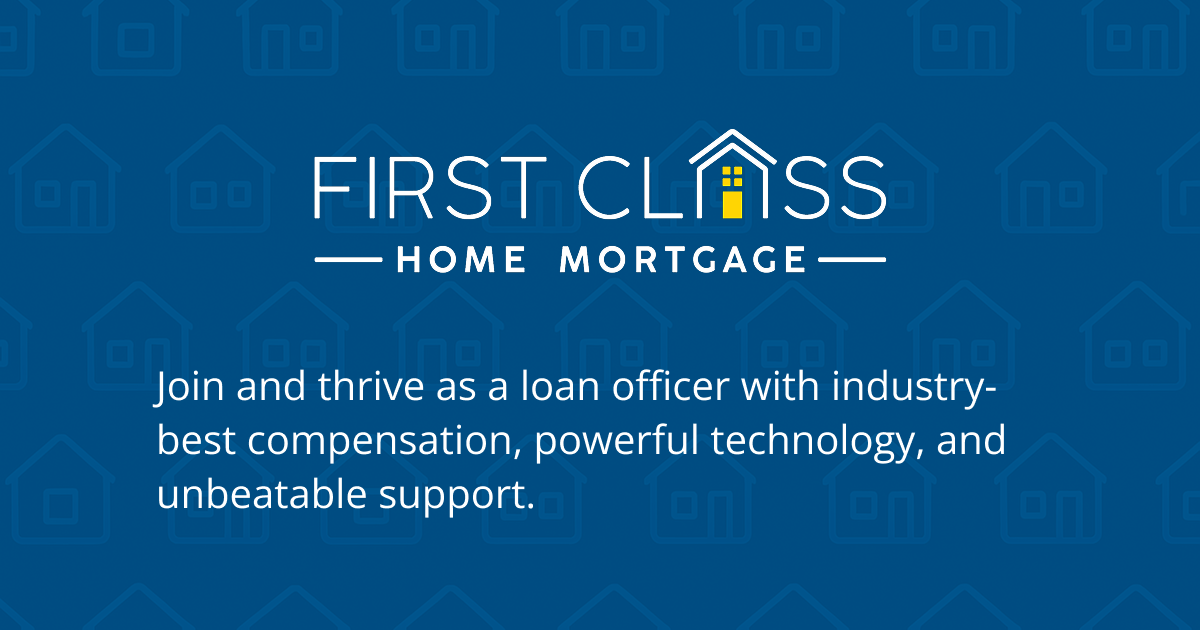 FIRST CLASS
HOME MORTGAGE
Join and thrive as a loan officer with industry-
best compensation, powerful technology, and
unbeatable support.